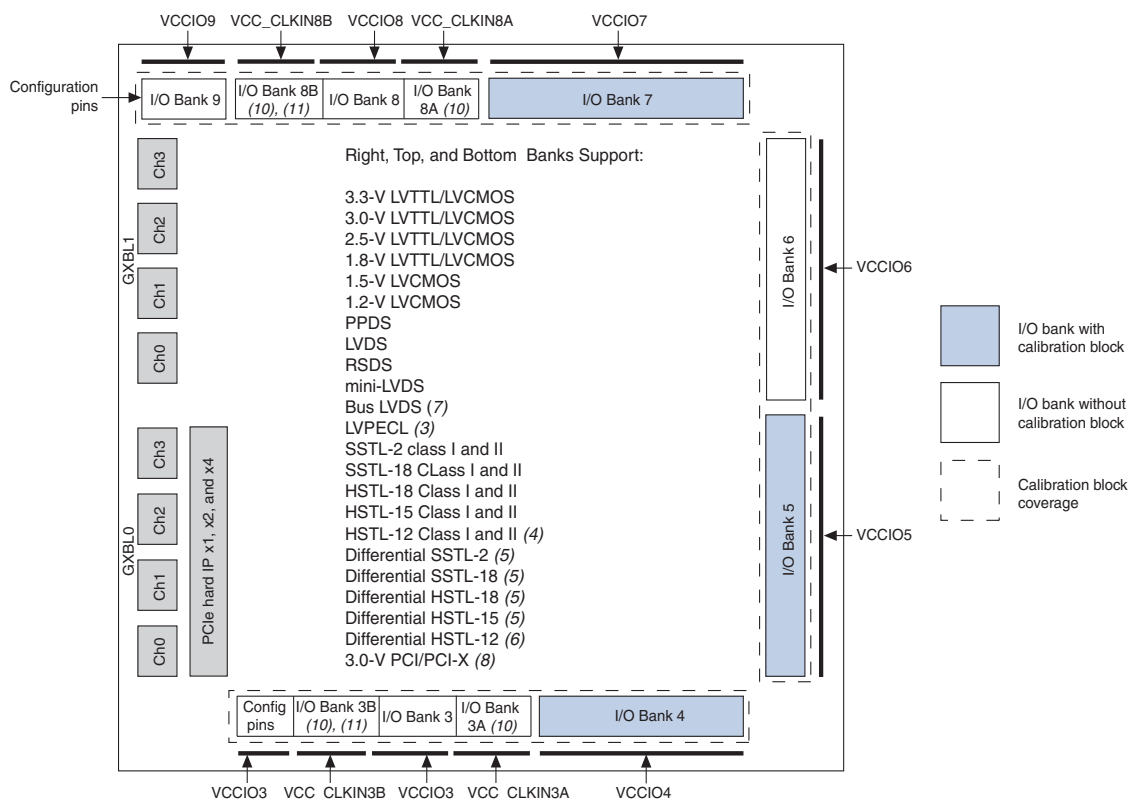 VCCIO9
VCC_CLKIN8B
VCCIO8
VCC_CLKIN8A
VCCIO7
Configuration
pins
I/O Bank 9
I/O Bank 8B
(10), (11)
I/O Bank 8
I/O Bank
8A (10)
I/O Bank 7
Right, Top, and Bottom Banks Support:
3.3-V LVTTL/LVCMOS
3.0-V LVTTL/LVCMOS
2.5-V LVTTL/LVCMOS
1.8-V LVTTL/LVCMOS
1.5-V LVCMOS
1.2-V LVCMOS
PPDS
LVDS
RSDS
mini-LVDS
Bus LVDS (7)
LVPECL (3)
SSTL-2 class I and II
SSTL-18 CLass I and II
HSTL-18 Class I and II
HSTL-15 Class I and II
HSTL-12 Class I and II (4)
Differential SSTL-2 (5)
Differential SSTL-18 (5)
Differential HSTL-18 (5)
Differential HSTL-15 (5)
Differential HSTL-12 (6)
3.0-V PCI/PCI-X (8)
GXBL1
Ch3
Ch2
Ch1
Ch0
GXBL0
Ch3
Ch2
Ch1
Ch0
PCIe hard IP x1, x2, and x4
I/O Bank 6
VCCIO6
I/O Bank 5
VCCIO5
I/O bank with
calibration block
I/O bank without
calibration block
Calibration block
coverage
Config
pins
I/O Bank 3B
(10), (11)
I/O Bank 3
I/O Bank
3A (10)
I/O Bank 4
VCCIO3
VCC_CLKIN3B
VCCIO3
VCC_CLKIN3A
VCCIO4